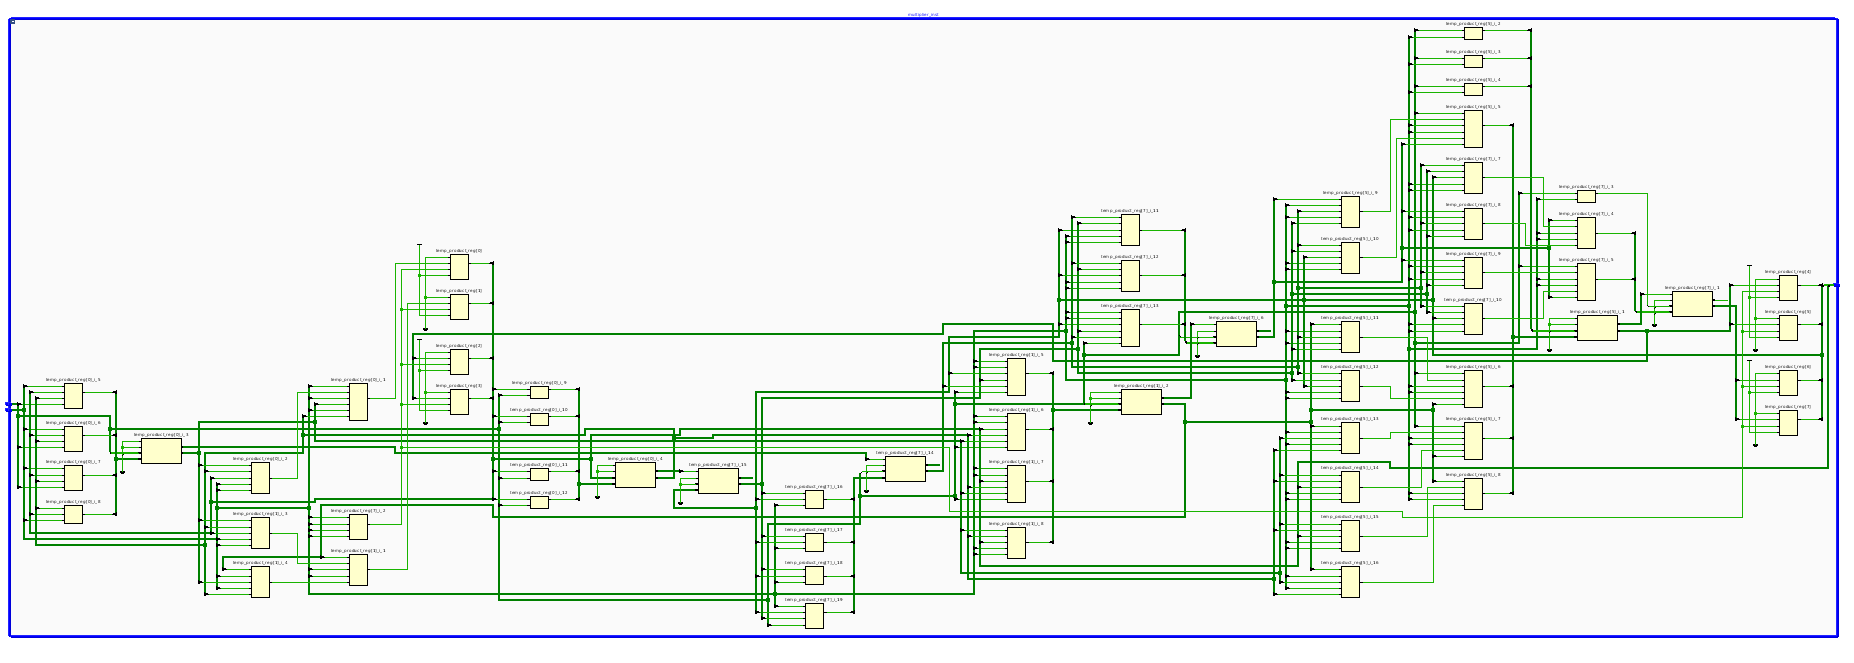 multiplier_inst
temp_product_reg[5]_i_2
temp_product_reg[5]_i_3
temp_product_reg[5]_i_4
temp_product_reg[5]_i_5
temp_product_reg[7]_i_7
temp_product_reg[7]_i_3
temp_product_reg[5]_i_9
temp_product_reg[7]_i_8
temp_product_reg[7]_i_11
temp_product_reg[7]_i_4
temp_product_reg[5]_i_10
temp_product_reg[0]
temp_product_reg[7]_i_9
temp_product_reg[7]_i_12
temp_product_reg[7]_i_5
temp_product_reg[4]
temp_product_reg[7]_i_1
temp_product_reg[1]
temp_product_reg[7]_i_10
temp_product_reg[7]_i_13
temp_product_reg[5]_i_1
temp_product_reg[5]
temp_product_reg[7]_i_6
temp_product_reg[5]_i_11
temp_product_reg[2]
temp_product_reg[1]_i_5
temp_product_reg[5]_i_12
temp_product_reg[5]_i_6
temp_product_reg[6]
temp_product_reg[0]_i_5
temp_product_reg[0]_i_1
temp_product_reg[0]_i_9
temp_product_reg[3]
temp_product_reg[1]_i_2
temp_product_reg[7]
temp_product_reg[0]_i_10
temp_product_reg[1]_i_6
temp_product_reg[5]_i_13
temp_product_reg[5]_i_7
temp_product_reg[0]_i_6
temp_product_reg[0]_i_3
temp_product_reg[7]_i_14
temp_product_reg[0]_i_7
temp_product_reg[0]_i_2
temp_product_reg[0]_i_4
temp_product_reg[0]_i_11
temp_product_reg[7]_i_15
temp_product_reg[1]_i_7
temp_product_reg[5]_i_14
temp_product_reg[5]_i_8
temp_product_reg[7]_i_16
temp_product_reg[0]_i_12
temp_product_reg[0]_i_8
temp_product_reg[7]_i_2
temp_product_reg[1]_i_3
temp_product_reg[5]_i_15
temp_product_reg[1]_i_8
temp_product_reg[7]_i_17
temp_product_reg[1]_i_1
temp_product_reg[1]_i_4
temp_product_reg[7]_i_18
temp_product_reg[5]_i_16
temp_product_reg[7]_i_19